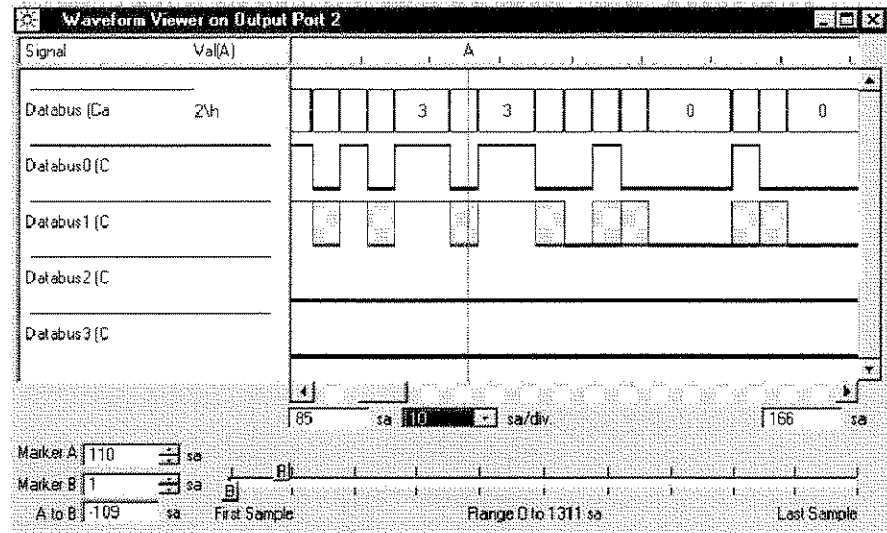 Waveform Viewer on Output Port 2
Signal Val(A) A
Databus (Ca 2\h 3 3 0 0
Databus0 (C
Databus1 (C
Databus2 (C
Databus3 (C
85 sa 10 sa/div. 166 sa
Marker A 110 sa
Marker B 1 sa
A to B -109 sa First Sample Range 0 to 1311 sa Last Sample